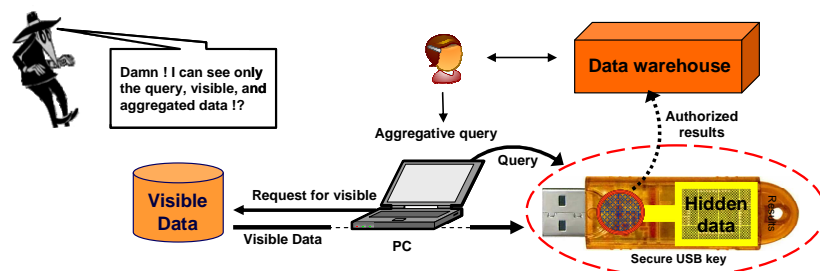 Damn ! I can see only
the query, visible, and
aggregated data !?
Data warehouse
Authorized
results
Aggregative query
Query
Visible
Data
Request for visible
Visible Data
PC
Hidden
data
Results
Secure USB key